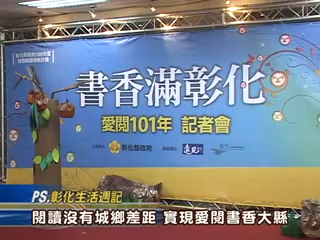 書香滿彰化
愛閱101年 記者會
彰化縣政府
遠見
PS.彰化生活週記
閱讀沒有城鄉差距 實現愛閱書香大縣